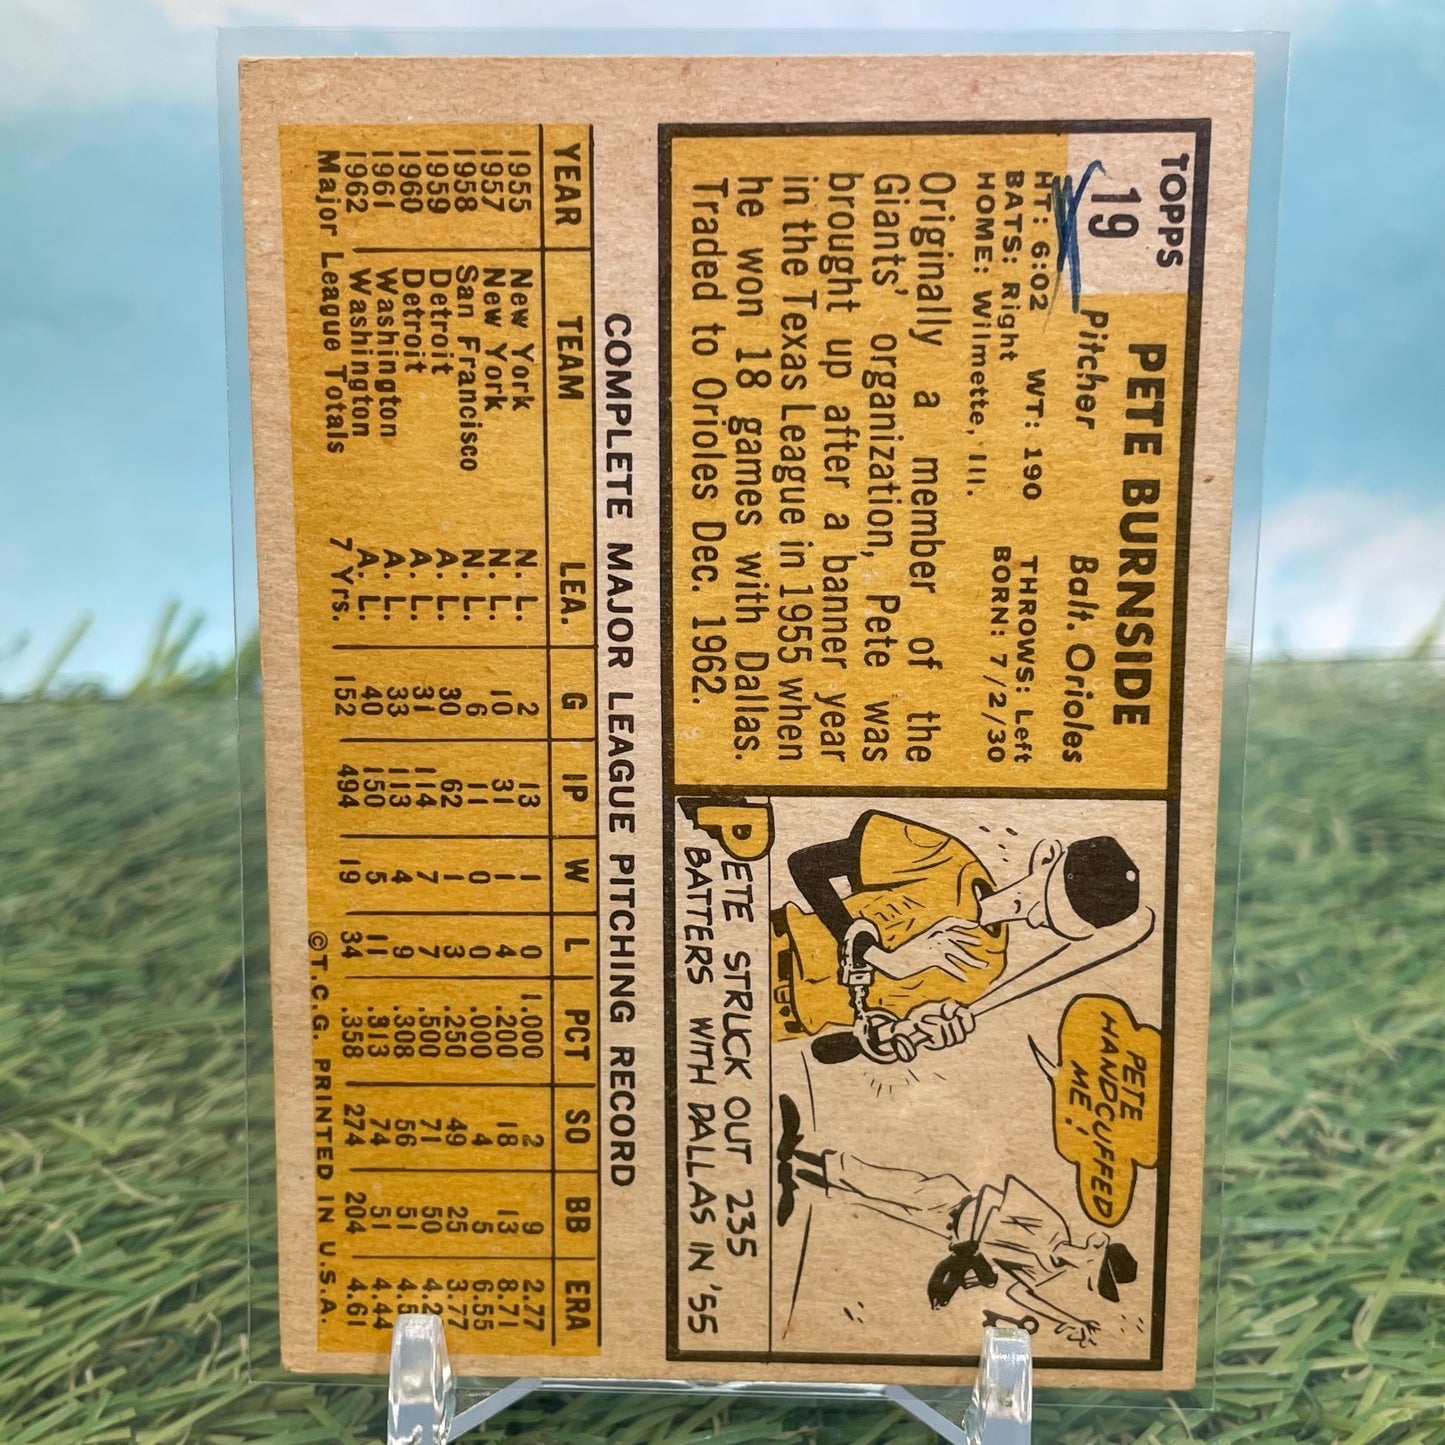 TOPPS
19
PETE BURNSIDE
Pitcher Balt. Orioles
HT: 6:02 WT: 190 THROWS: Left
BATS: Right BORN: 7/2/30
HOME: Wilmette, Ill.
Originally a member of the
Giants' organization, Pete was
brought up after a banner year
in the Texas League in 1955 when
he won 18 games with Dallas.
Traded to Orioles Dec. 1962.
PETE
HANDCUFFED
ME!
PETE STRUCK OUT 235
BATTERS WITH DALLAS IN '55
COMPLETE MAJOR LEAGUE PITCHING RECORD
YEAR TEAM LEA. G IP W L PCT SO BB ERA
1955 New York N. L. 2 13 1 0 1.000 2 9 2.77
1957 New York N. L. 10 31 1 4 .200 18 13 8.71
1958 San Francisco N. L. 6 11 0 0 .000 4 5 6.55
1959 Detroit A. L. 30 62 1 3 .250 49 25 3.77
1960 Detroit A. L. 31 114 7 7 .500 71 50
1961 Washington A. L. 33 113 4 9 .308 56 51
1962 Washington A. L. 40 150 5 11 .313 74 51 4.44
Major League Totals 7 Yrs. 152 494 19 34 .358 274 204 4.61
©T.C.G. PRINTED IN U.S.A.